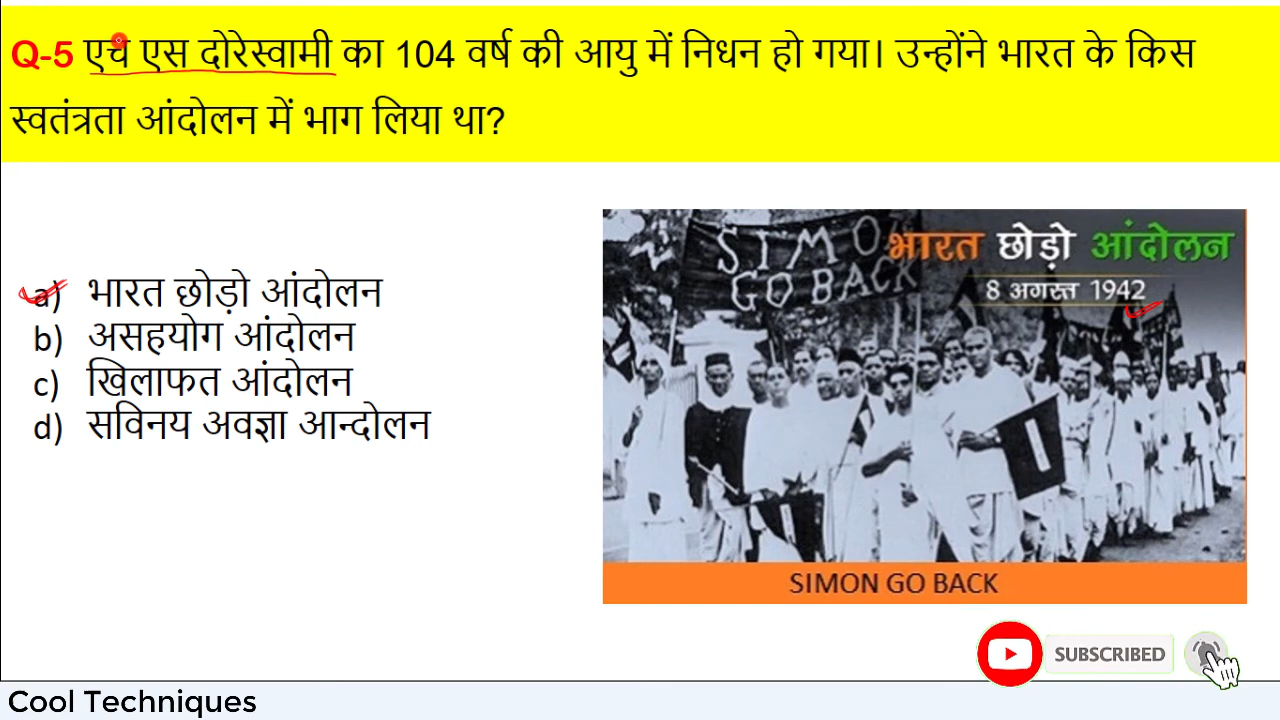 Q-5 एच एस दोरेस्वामी का 104 वर्ष की आयु में निधन हो गया। उन्होंने भारत के किस
स्वतंत्रता आंदोलन में भाग लिया था?
a) भारत छोड़ो आंदोलन
b) असहयोग आंदोलन
c) खिलाफत आंदोलन
d) सविनय अवज्ञा आन्दोलन
SIMO
GO BACK
भारत छोड़ो आंदोलन
8 अगस्त 1942
SIMON GO BACK
SUBSCRIBED
Cool Techniques